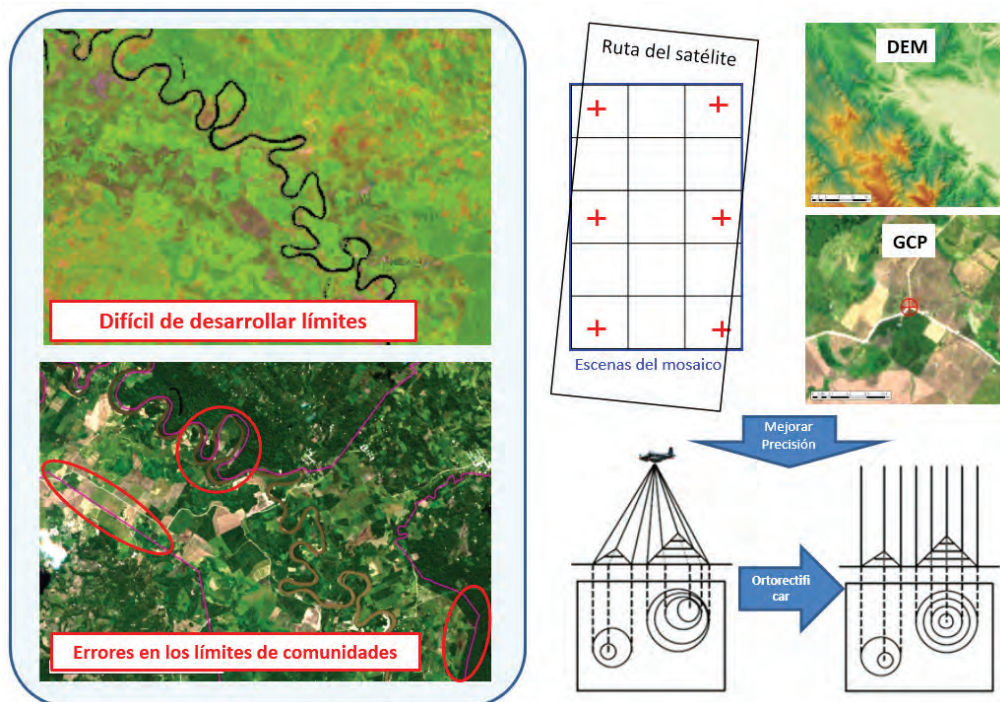 Difícil de desarrollar límites
Errores en los límites de comunidades
Ruta del satélite
Escenas del mosaico
DEM
GCP
Mejorar
Precisión
Ortorectifi
car